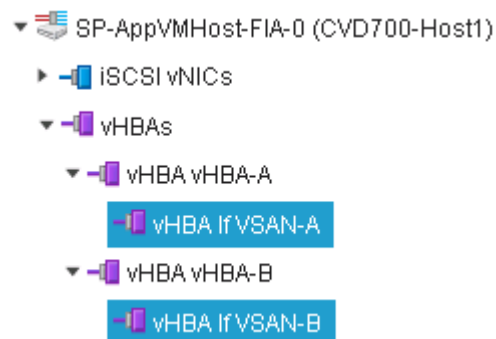 SP-AppVMHost-FIA-0 (CVD700-Host1)
iSCSI vNICs
vHBAs
vHBA vHBA-A
vHBA If VSAN-A
vHBA vHBA-B
vHBA If VSAN-B